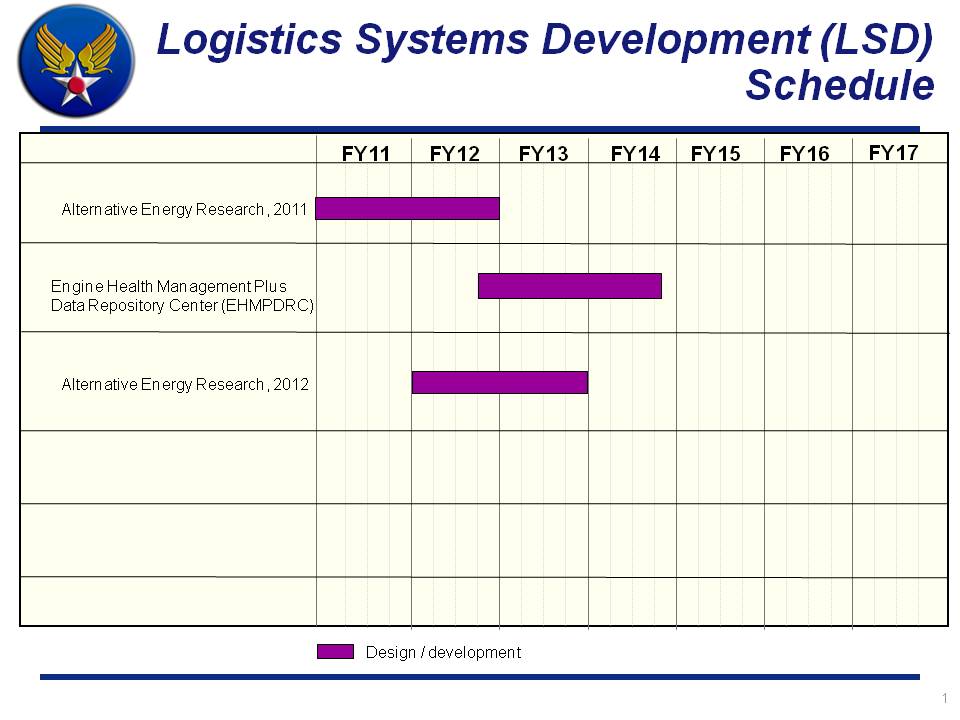 Logistics Systems Development (LSD)
Schedule
FY11 FY12 FY13 FY14 FY15 FY16 FY17
Alternative Energy Research, 2011
Engine Health Management Plus
Data Repository Center (EHMPDRC)
Alternative Energy Research, 2012
Design / development
1